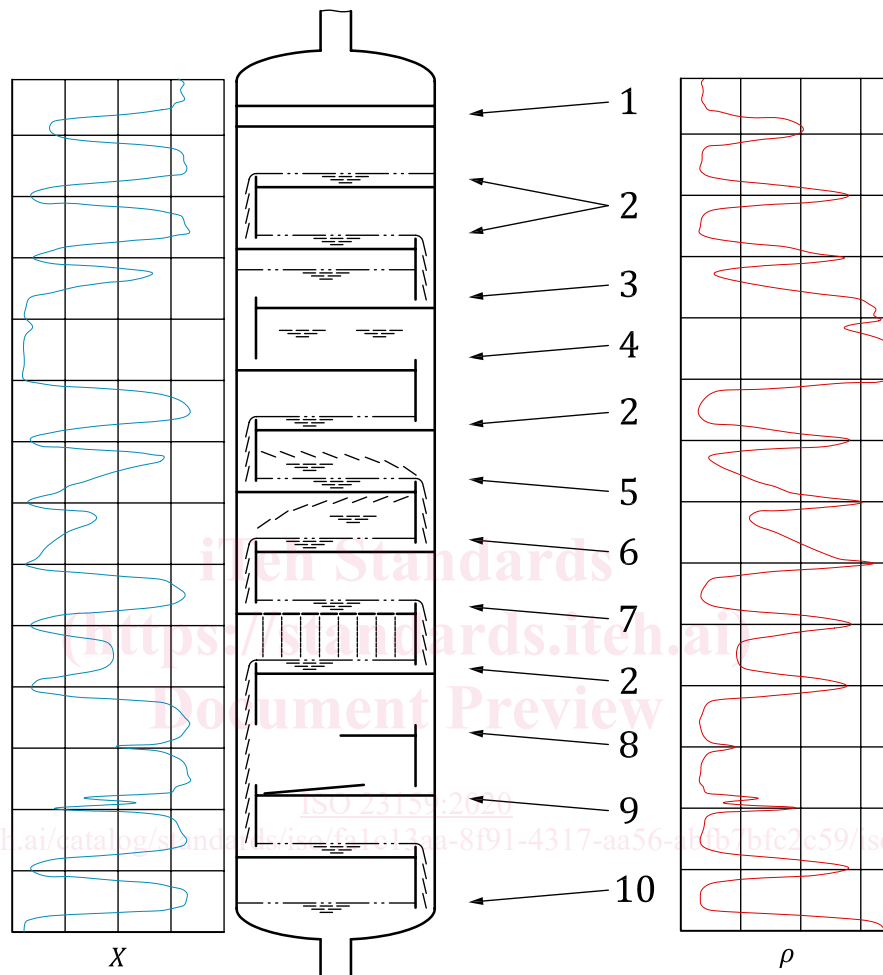 1
2
3
4
2
5
6
iTeh Standards
7
(https://standards.iteh.ai)
2
Document Preview
8
9
ISO 23159:2020
10
X
ρ